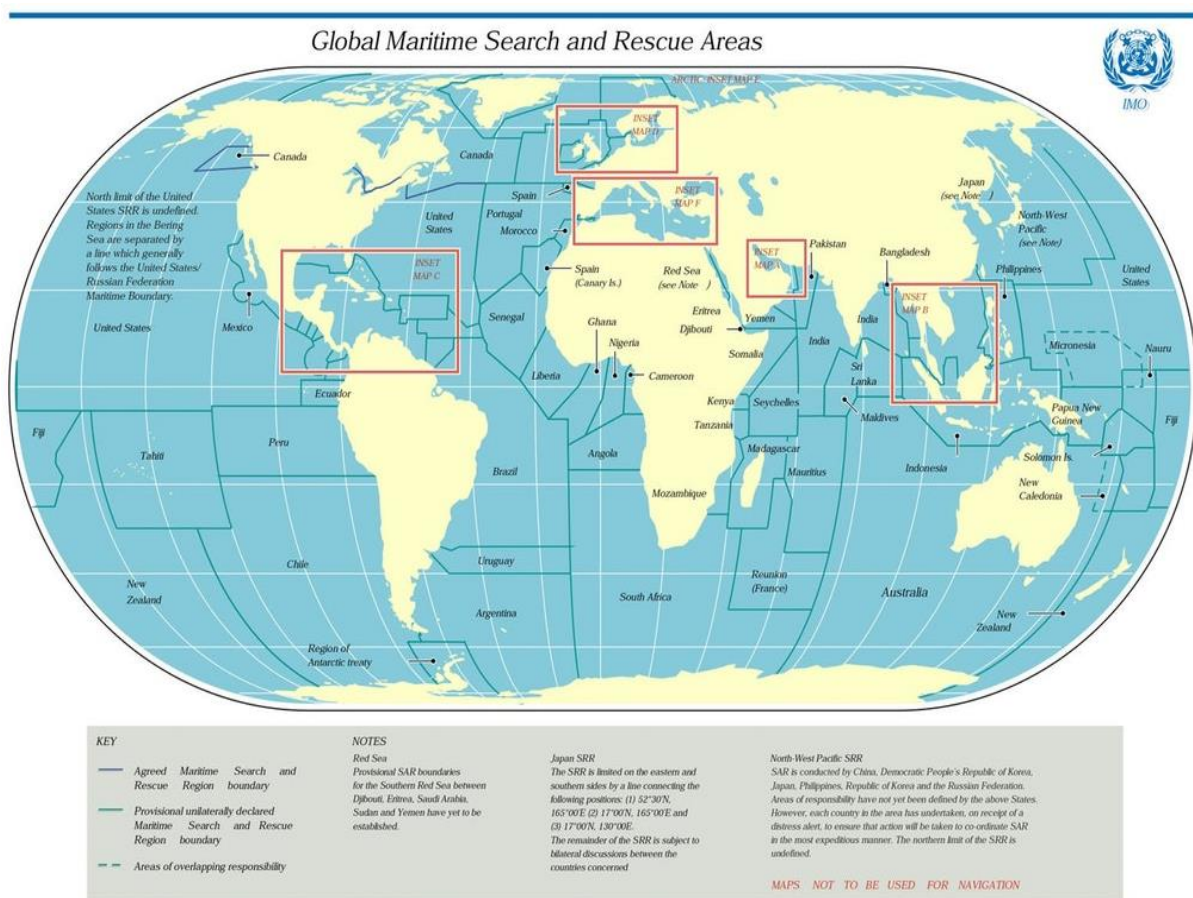 Global Maritime Search and Rescue Areas
IMO
ARCTIC INSET MAP E
INSET
MAP D
Canada
Canada
Spain
INSET
MAP F
Japan
(see Note )
North limit of the United
States SRR is undefined.
Regions in the Bering
Sea are separated by
a line which generally
follows the United States/
Russian Federation
Maritime Boundary.
United
States
Portugal
Morocco
North-West
Pacific
(see Note)
INSET
MAP C
INSET
MAP A
Pakistan
Bangladesh
Spain
(Canary Is.)
Red Sea
(see Note )
Philippines
United
States
INSET
MAP B
United States
Mexico
Senegal
Ghana
Nigeria
Eritrea
Yemen
Djibouti
India
India
Somalia
Micronesia
Nauru
Liberia
Cameroon
Sri
Lanka
Ecuador
Kenya
Seychelles
Maldives
Papua New
Guinea
Fiji
Fiji
Tanzania
Peru
Tahiti
Angola
Madagascar
Brazil
Mauritius
Indonesia
Solomon Is.
Mozambique
New
Caledonia
Chile
Uruguay
New
Zealand
South Africa
Reunion
(France)
Australia
Argentina
New
Zealand
Region of
Antarctic treaty
KEY
Agreed Maritime Search and
Rescue Region boundary
Provisional unilaterally declared
Maritime Search and Rescue
Region boundary
Areas of overlapping responsibility
NOTES
Red Sea
Provisional SAR boundaries
for the Southern Red Sea between
Djibouti, Eritrea, Saudi Arabia,
Sudan and Yemen have yet to be
established.
Japan SRR
The SRR is limited on the eastern and
southern sides by a line connecting the
following positions: (1) 52°30'N,
165°00'E (2) 17°00'N, 165°00'E and
(3) 17°00'N, 130°00E.
The remainder of the SRR is subject to
bilateral discussions between the
countries concerned
North-West Pacific SRR
SAR is conducted by China, Democratic People's Republic of Korea,
Japan, Philippines, Republic of Korea and the Russian Federation.
Areas of responsibility have not yet been defined by the above States.
However, each country in the area has undertaken, on receipt of a
distress alert, to ensure that action will be taken to co-ordinate SAR
in the most expeditious manner. The northern limit of the SRR is
undefined.
MAPS NOT TO BE USED FOR NAVIGATION